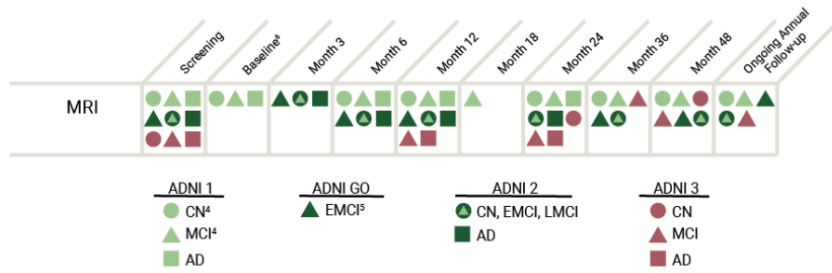 Screening
Baseline⁶
Month 3
Month 6
Month 12
Month 18
Month 24
Month 36
Month 48
Ongoing Annual
Follow-up
MRI
ADNI 1
CN⁴
MCI⁴
AD
ADNI GO
EMCI⁵
ADNI 2
CN, EMCI, LMCI
AD
ADNI 3
CN
MCI
AD